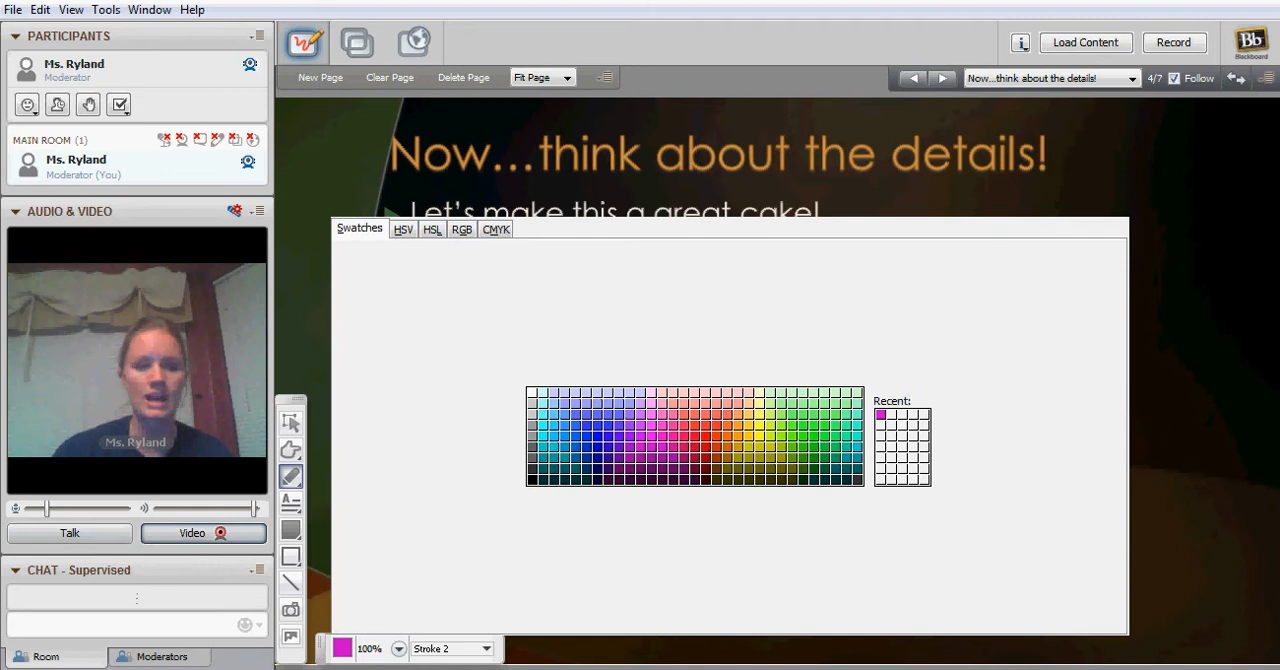 File Edit View Tools Window Help
PARTICIPANTS
Ms. Ryland
Moderator
MAIN ROOM (1)
Ms. Ryland
Moderator (You)
AUDIO & VIDEO
Ms. Ryland
Talk
Video
CHAT - Supervised
Room
Moderators
Load Content
Record
Bb
Blackboard
New Page
Clear Page
Delete Page
Fit Page
Now...think about the details!
4/7
Follow
Now...think about the details!
Let's make this a great cake!
Swatches
HSV
HSL
RGB
CMYK
Recent:
100%
Stroke 2